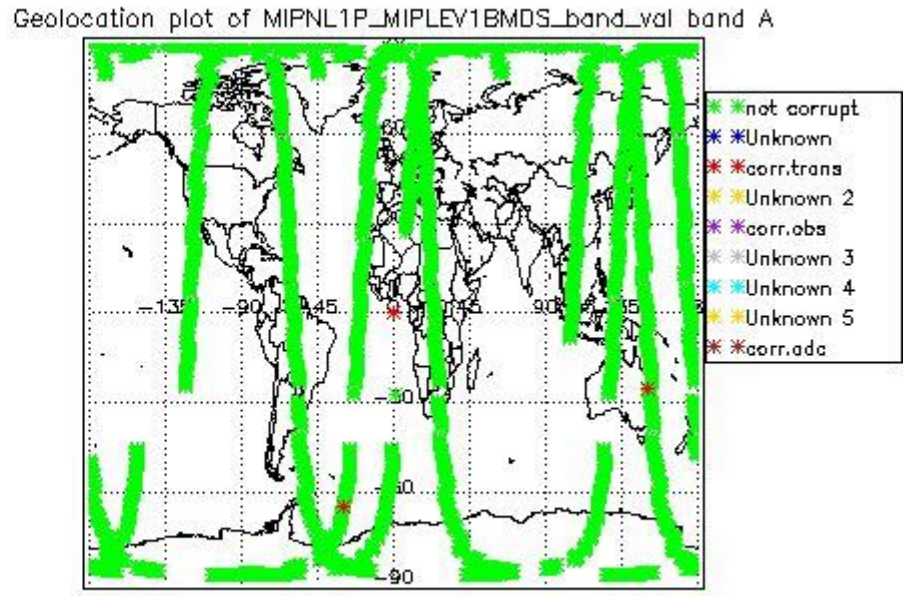 Geolocation plot of MIPNL1P_MIPLEV1BMDS_band_val band A
not corrupt
Unknown
corr.trans
Unknown 2
corr.obs
Unknown 3
Unknown 4
Unknown 5
corr.adc
-135 -90 45 45 90
-60
-90